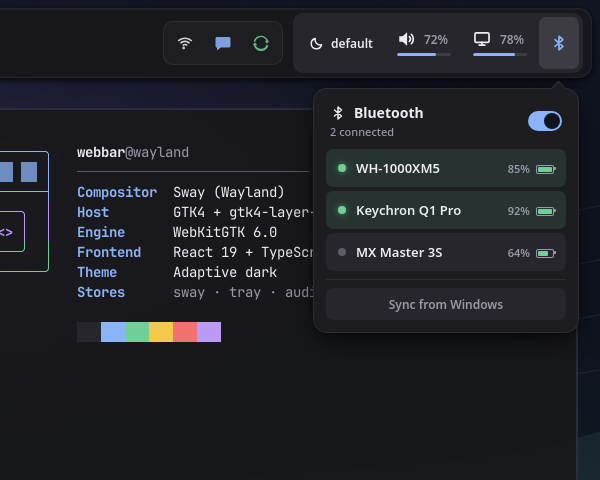 default
72%
78%
Bluetooth
2 connected
WH-1000XM5 85%
Keychron Q1 Pro 92%
MX Master 3S 64%
Sync from Windows
<>
webbar@wayland
Compositor Sway (Wayland)
Host GTK4 + gtk4-layer-
Engine WebKitGTK 6.0
Frontend React 19 + TypeScr
Theme Adaptive dark
Stores sway · tray · audi